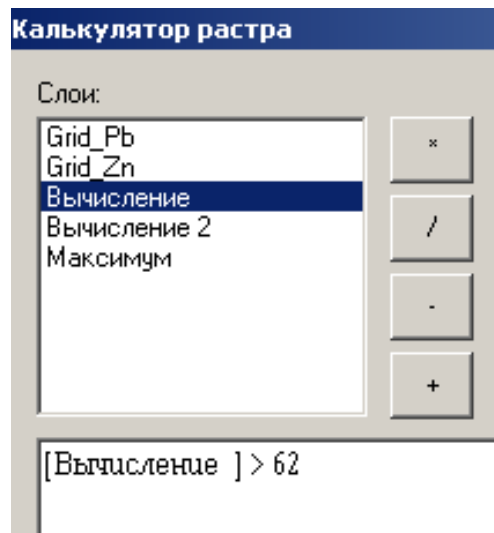 Калькулятор растра
Слои:
Grid_Pb
Grid_Zn
Вычисление
Вычисление 2
Максимум
*
/
-
+
[Вычисление ] > 62